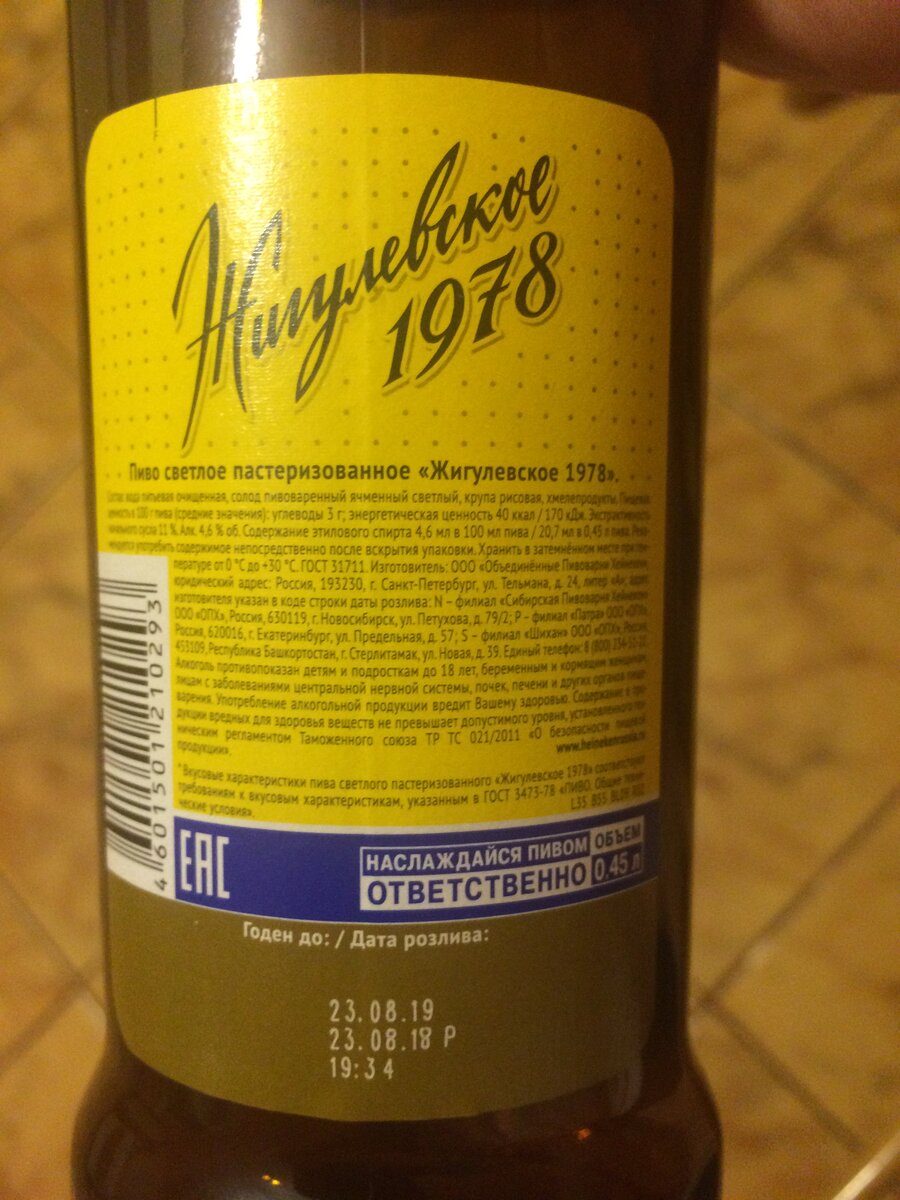 Жигулевское
1978
Пиво светлое пастеризованное «Жигулевское 1978».
Состав: вода питьевая очищенная, солод пивоваренный ячменный светлый, крупа рисовая, хмелепродукты. Пищевая
ценность в 100 г пива (средние значения): углеводы 3 г; энергетическая ценность 40 ккал / 170 кДж. Экстрактивность
начального сусла 11 %. Алк. 4,6 % об. Содержание этилового спирта 4,6 мл в 100 мл пива / 20,7 мл в 0,45 л пива. Реко-
мендуется употребить содержимое непосредственно после вскрытия упаковки. Хранить в затемнённом месте при тем-
пературе от 0 °С до +30 °С. ГОСТ 31711. Изготовитель: ООО «Объединённые Пивоварни Хейнекен»,
юридический адрес: Россия, 193230, г. Санкт-Петербург, ул. Тельмана, д. 24, литер «А»; адрес
изготовителя указан в коде строки даты розлива: N – филиал «Сибирская Пивоварня Хейнекен»
ООО «ОПХ», Россия, 630119, г. Новосибирск, ул. Петухова, д. 79/2; Р – филиал «Патра» ООО «ОПХ»,
Россия, 620016, г. Екатеринбург, ул. Предельная, д. 57; S – филиал «Шихан» ООО «ОПХ», Россия,
453109, Республика Башкортостан, г. Стерлитамак, ул. Новая, д. 39. Единый телефон: 8 (800) 234-51-22.
Алкоголь противопоказан детям и подросткам до 18 лет, беременным и кормящим женщинам,
лицам с заболеваниями центральной нервной системы, почек, печени и других органов пище-
варения. Употребление алкогольной продукции вредит Вашему здоровью. Содержание в про-
дукции вредных для здоровья веществ не превышает допустимого уровня, установленного тех-
ническим регламентом Таможенного союза ТР ТС 021/2011 «О безопасности пищевой
продукции». www.heinekenrussia.ru
*Вкусовые характеристики пива светлого пастеризованного «Жигулевское 1978» соответствуют
требованиям к вкусовым характеристикам, указанным в ГОСТ 3473-78 «ПИВО. Общие техни-
ческие условия». L35 B55 BLOH
4 601501 210293
ЕАС
НАСЛАЖДАЙСЯ ПИВОМ
ОТВЕТСТВЕННО
ОБЪЕМ
0,45 л
Годен до: / Дата розлива:
23.08.19
23.08.18 Р
19:34